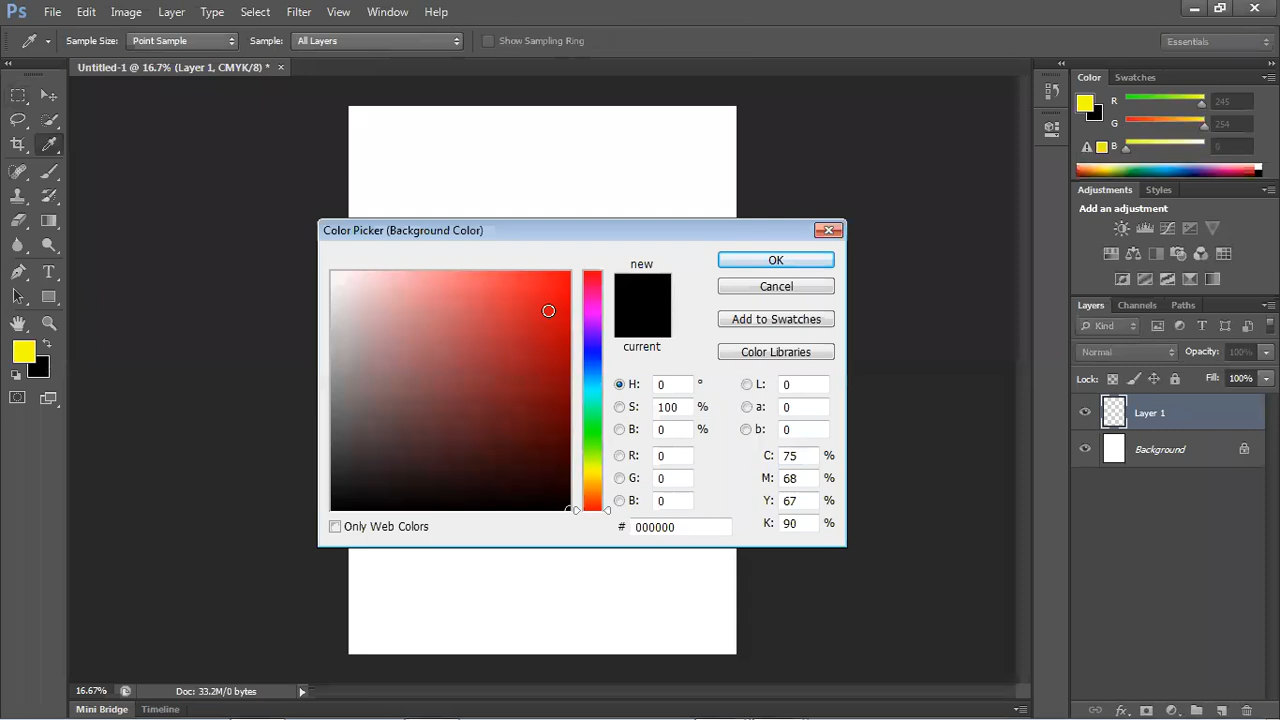 Ps File Edit Image Layer Type Select Filter View Window Help
Sample Size: Point Sample Sample: All Layers Show Sampling Ring Essentials
Untitled-1 @ 16.7% (Layer 1, CMYK/8) * ×
Color Swatches
R 245
G 254
B 0
Adjustments Styles
Add an adjustment
Color Picker (Background Color)
new
current
OK
Cancel
Add to Swatches
Color Libraries
H: 0 °
S: 100 %
B: 0 %
R: 0
G: 0
B: 0
L: 0
a: 0
b: 0
C: 75 %
M: 68 %
Y: 67 %
K: 90 %
Only Web Colors
# 000000
Layers Channels Paths
Kind
Normal Opacity: 100%
Lock: Fill: 100%
Layer 1
Background
16.67% Doc: 33.2M/0 bytes
Mini Bridge Timeline